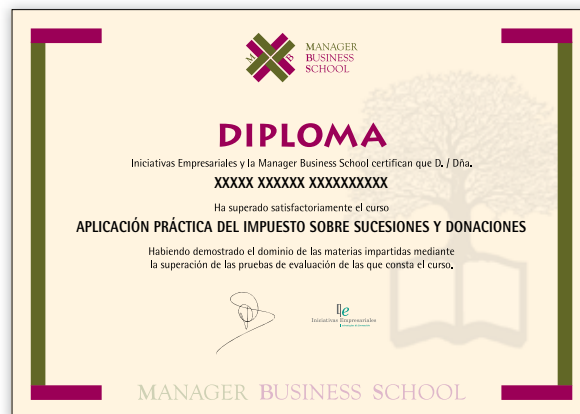 M B
MANAGER
BUSINESS
SCHOOL
DIPLOMA
Iniciativas Empresariales y la Manager Business School certifican que D. / Dña.
XXXXX XXXXXX XXXXXXXXXX
Ha superado satisfactoriamente el curso
APLICACIÓN PRÁCTICA DEL IMPUESTO SOBRE SUCESIONES Y DONACIONES
Habiendo demostrado el dominio de las materias impartidas mediante
la superación de las pruebas de evaluación de las que consta el curso.
Iniciativas Empresariales
MANAGER BUSINESS SCHOOL